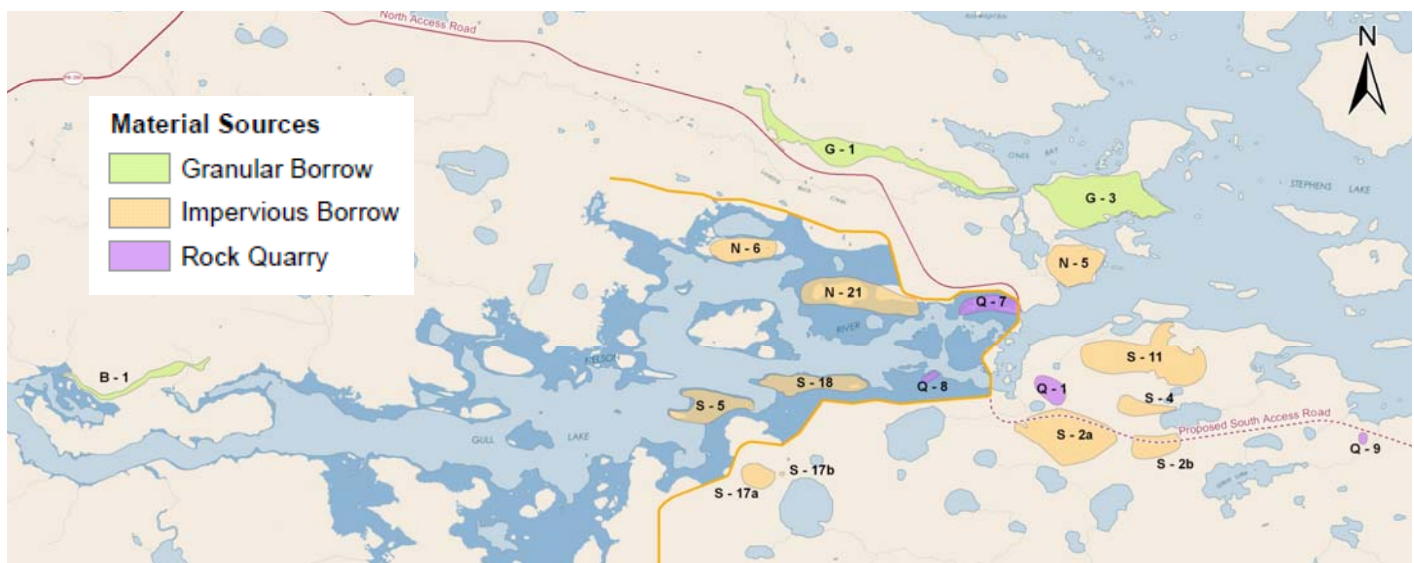 North Access Road
N
Material Sources
Granular Borrow
Impervious Borrow
Rock Quarry
G - 1
STEPHENS LAKE
G - 3
N - 6
N - 5
N - 21
Q - 7
RIVER
NELSON
S - 11
B - 1
S - 18
Q - 8
Q - 1
S - 5
S - 4
GULL LAKE
Proposed South Access Road
S - 2a
S - 2b
Q - 9
S - 17b
S - 17a